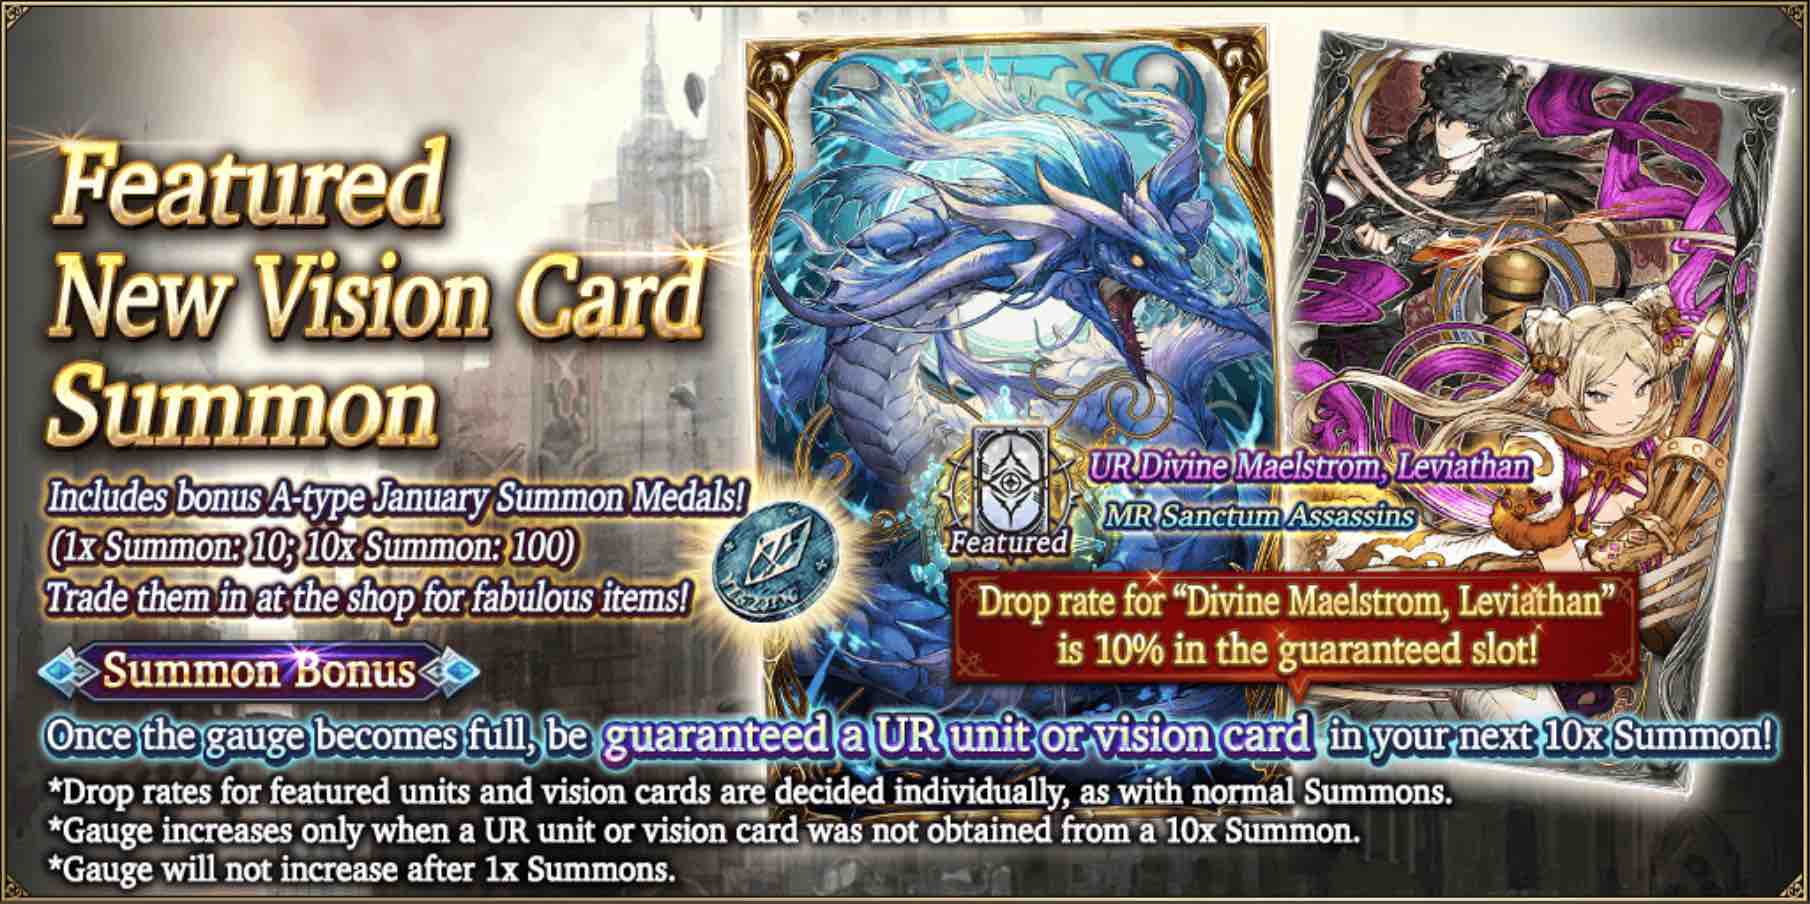 Featured
New Vision Card
Summon
Includes bonus A-type January Summon Medals!
(1x Summon: 10; 10x Summon: 100)
Trade them in at the shop for fabulous items!
UR Divine Maelstrom, Leviathan
MR Sanctum Assassins
Featured
Drop rate for “Divine Maelstrom, Leviathan”
is 10% in the guaranteed slot!
Summon Bonus
Once the gauge becomes full, be guaranteed a UR unit or vision card in your next 10x Summon!
*Drop rates for featured units and vision cards are decided individually, as with normal Summons.
*Gauge increases only when a UR unit or vision card was not obtained from a 10x Summon.
*Gauge will not increase after 1x Summons.